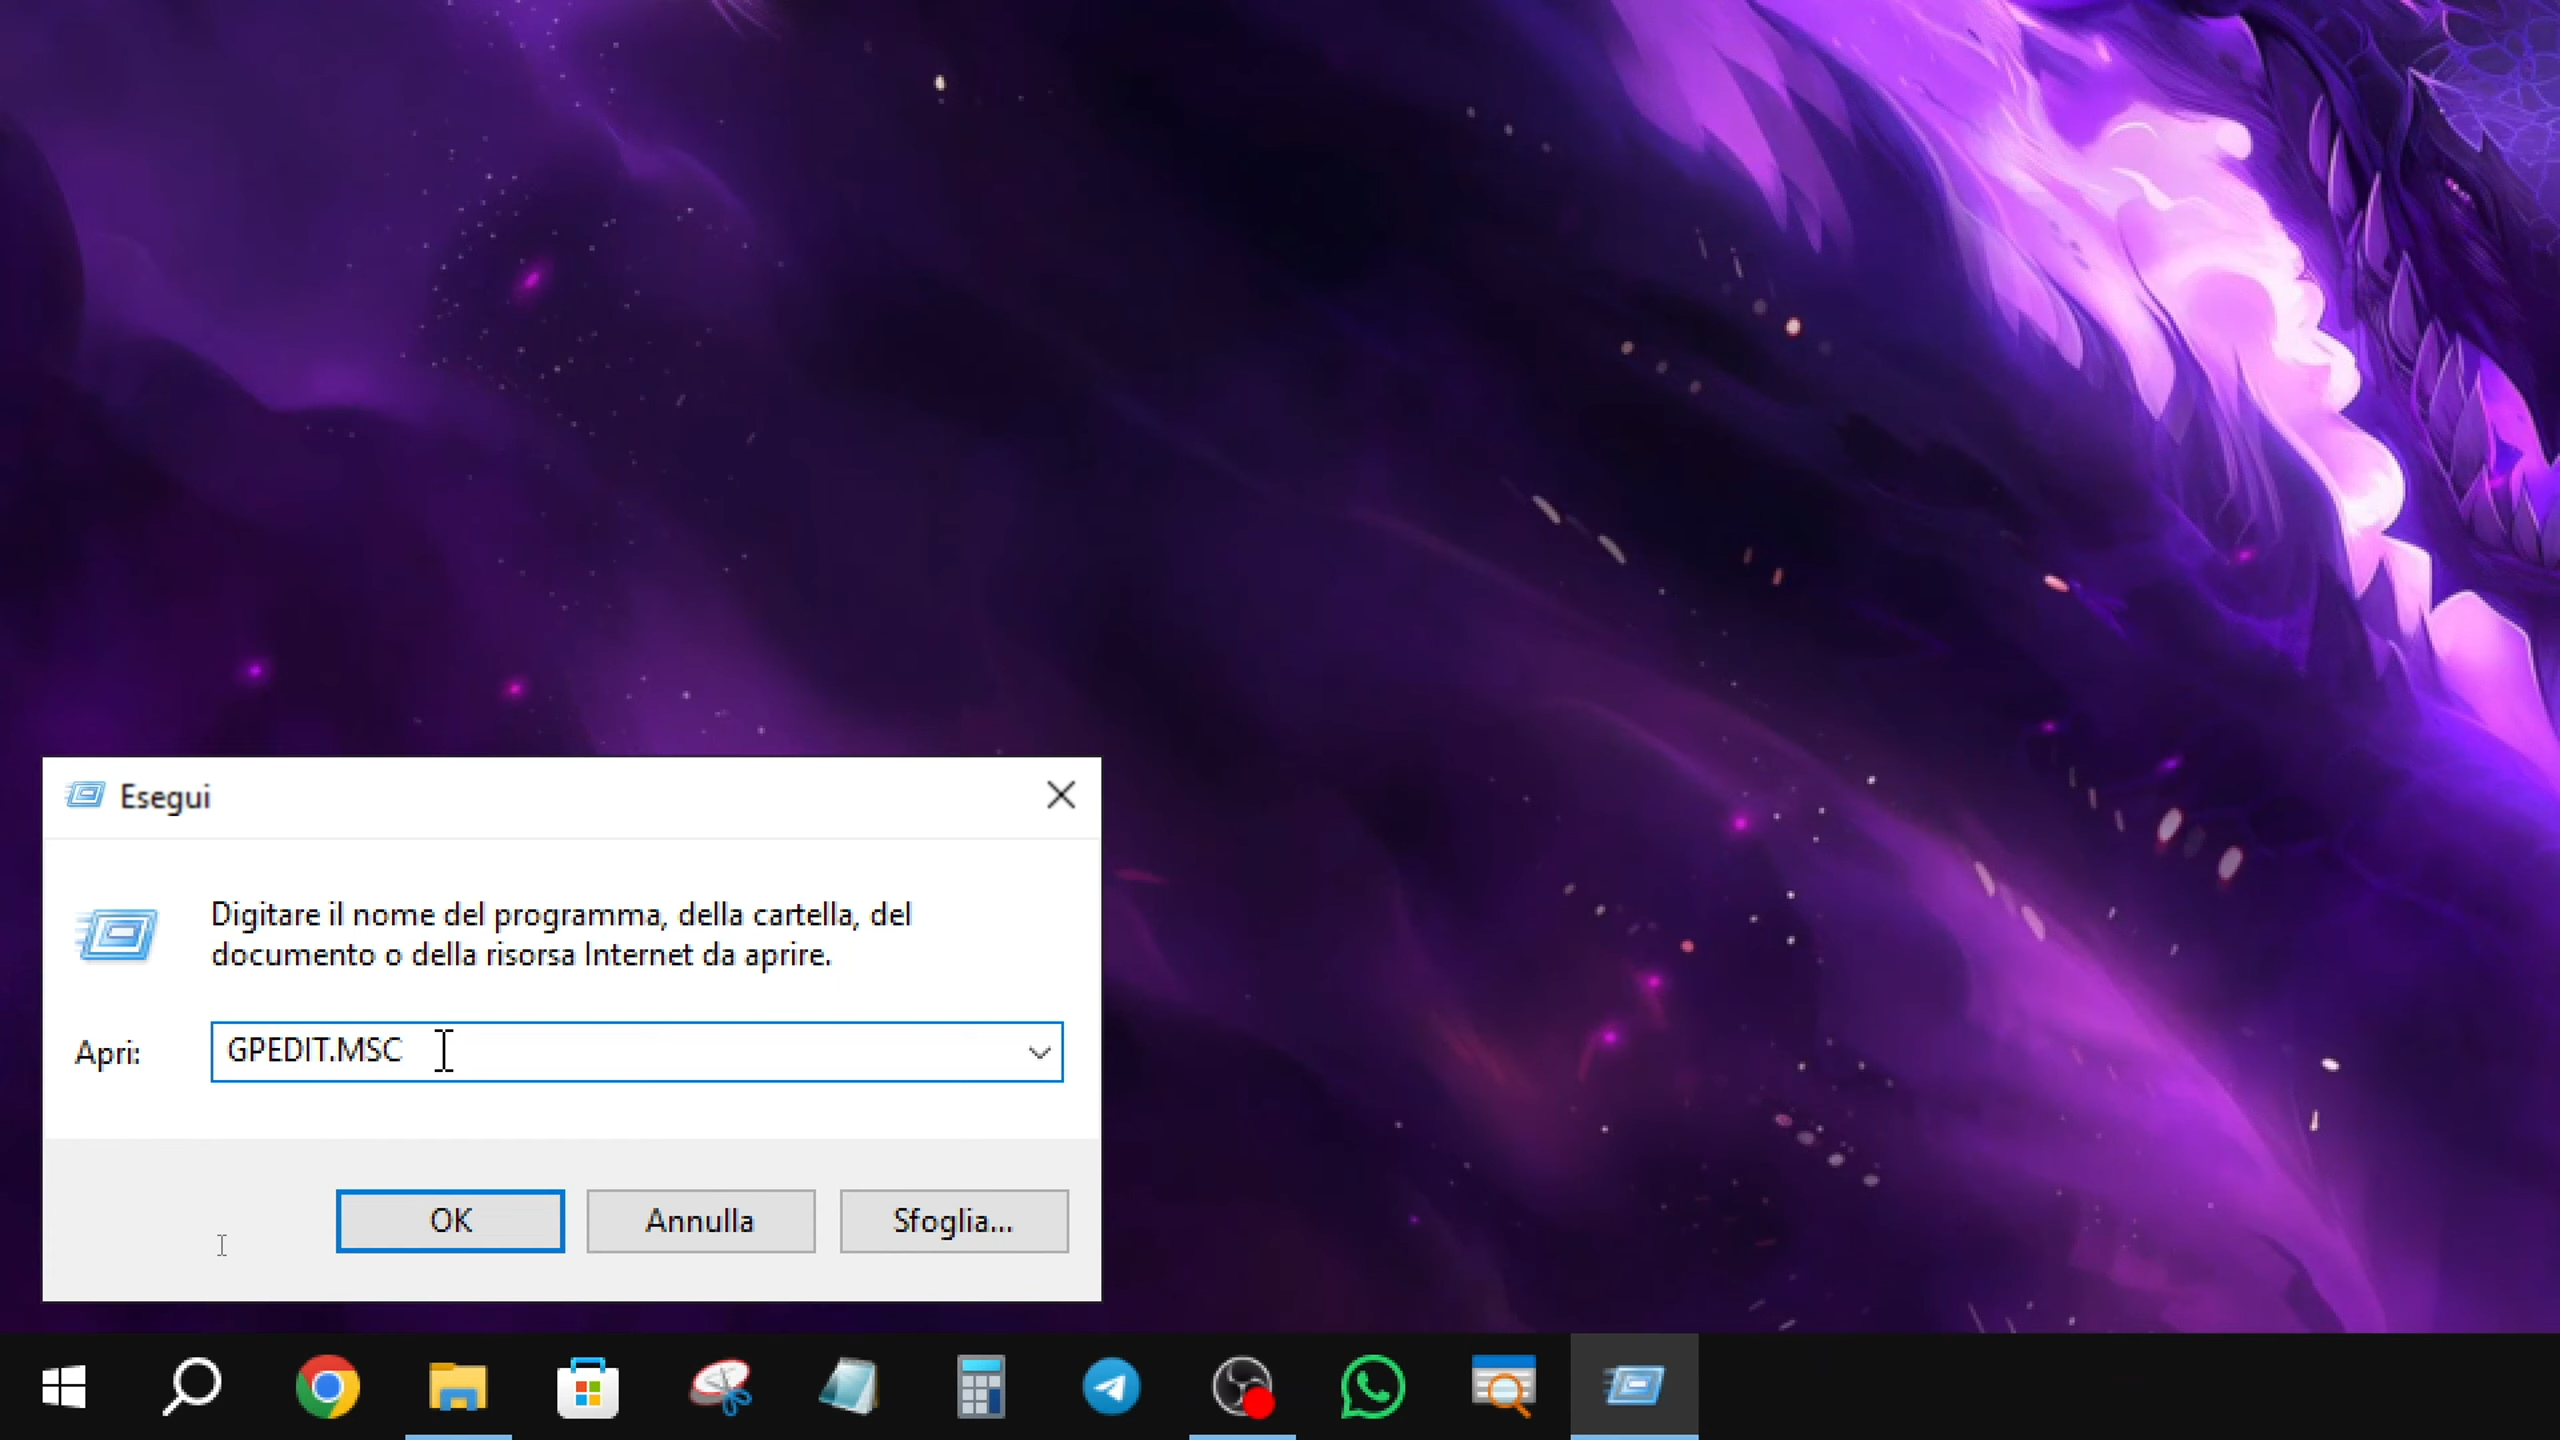 Esegui
Digitare il nome del programma, della cartella, del
documento o della risorsa Internet da aprire.
Apri:
GPEDIT.MSC
OK
Annulla
Sfoglia...